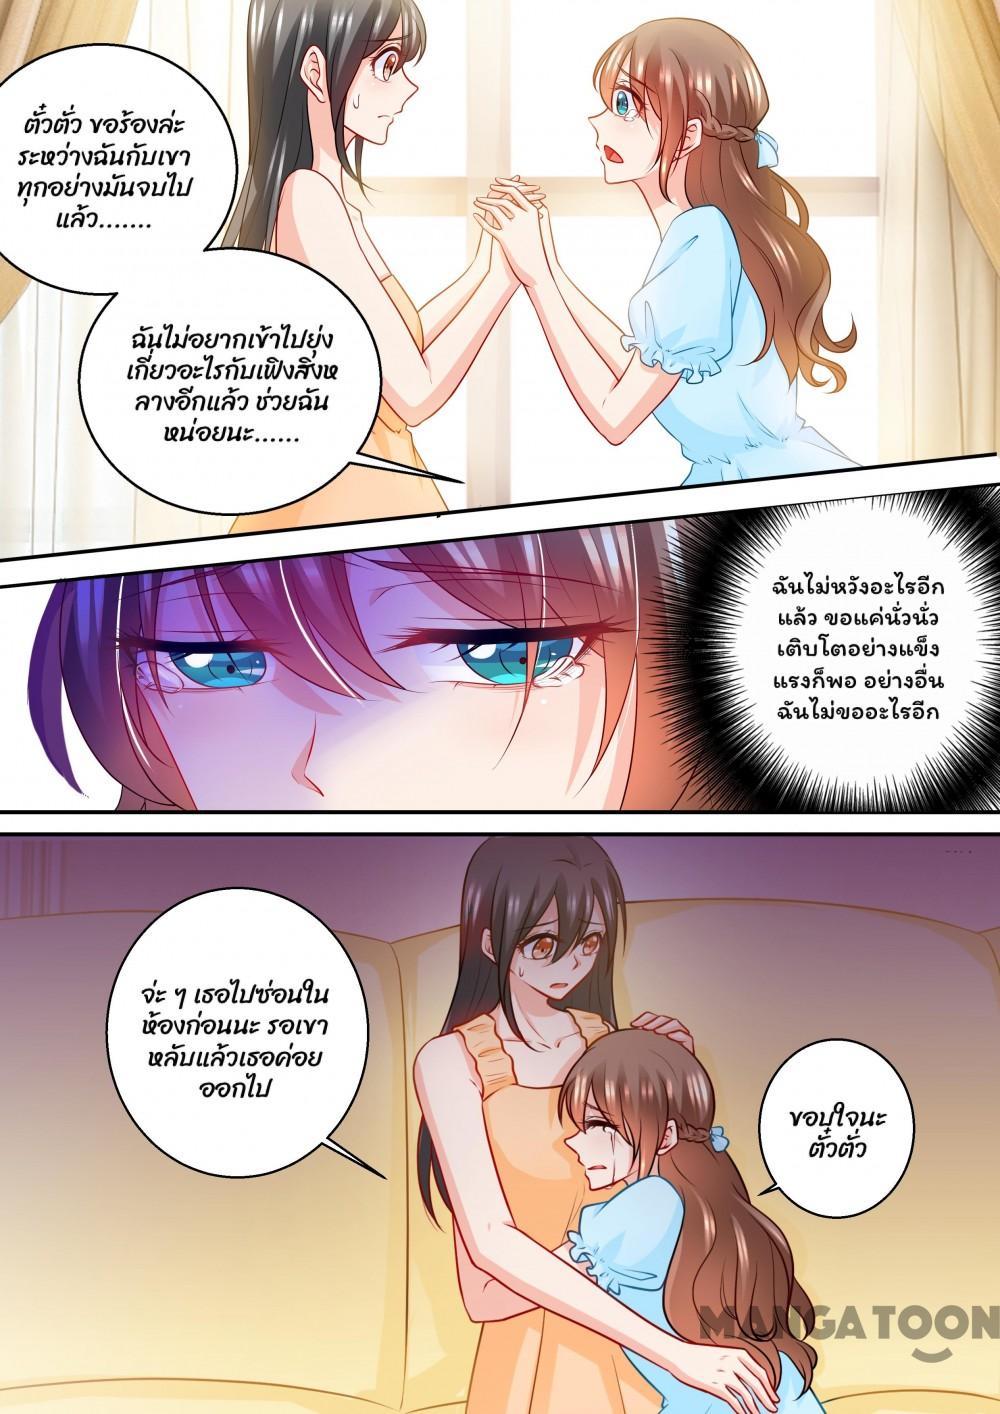 ตั๋วตั่ว ขอร้องล่ะ
ระหว่างฉันกับเขา
ทุกอย่างมันจบไป
แล้ว.......
ฉันไม่อยากเข้าไปยุ่ง
เกี่ยวอะไรกับเฟิงสิงห
ลางอีกแล้ว ช่วยฉัน
หน่อยนะ......
ฉันไม่หวังอะไรอีก
แล้ว ขอแค่นั่วนั่ว
เติบโตอย่างแข็ง
แรงก็พอ อย่างอื่น
ฉันไม่ขออะไรอีก
จ่ะ ๆ เธอไปซ่อนใน
ห้องก่อนนะ รอเขา
หลับแล้วเธอค่อย
ออกไป
ขอบใจนะ
ตั๋วตั่ว
MANGATOON